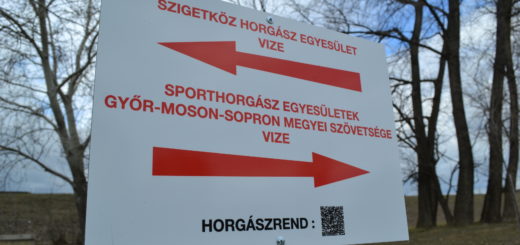 SZIGETKÖZ HORGÁSZ EGYESÜLET
VIZE
SPORTHORGÁSZ EGYESÜLETEK
GYŐR-MOSON-SOPRON MEGYEI SZÖVETSÉGE
VIZE
HORGÁSZREND :